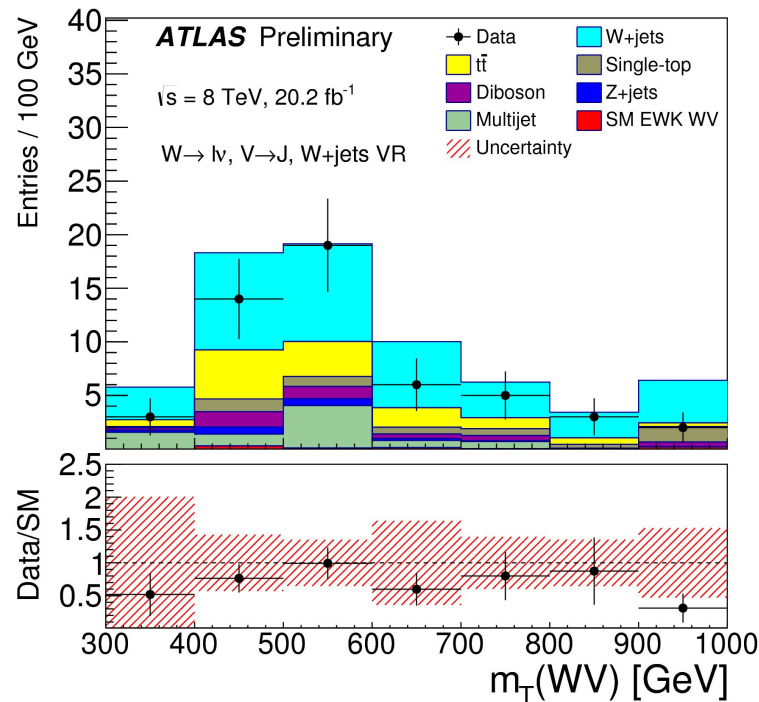 ATLAS Preliminary
√s = 8 TeV, 20.2 fb⁻¹
W→ lν, V→J, W+jets VR
Data
W+jets
tt̄
Single-top
Diboson
Z+jets
Multijet
SM EWK WV
Uncertainty
Entries / 100 GeV
40
35
30
25
20
15
10
5
Data/SM
2.5
2
1.5
1
0.5
300 400 500 600 700 800 900 1000
m_T(WV) [GeV]